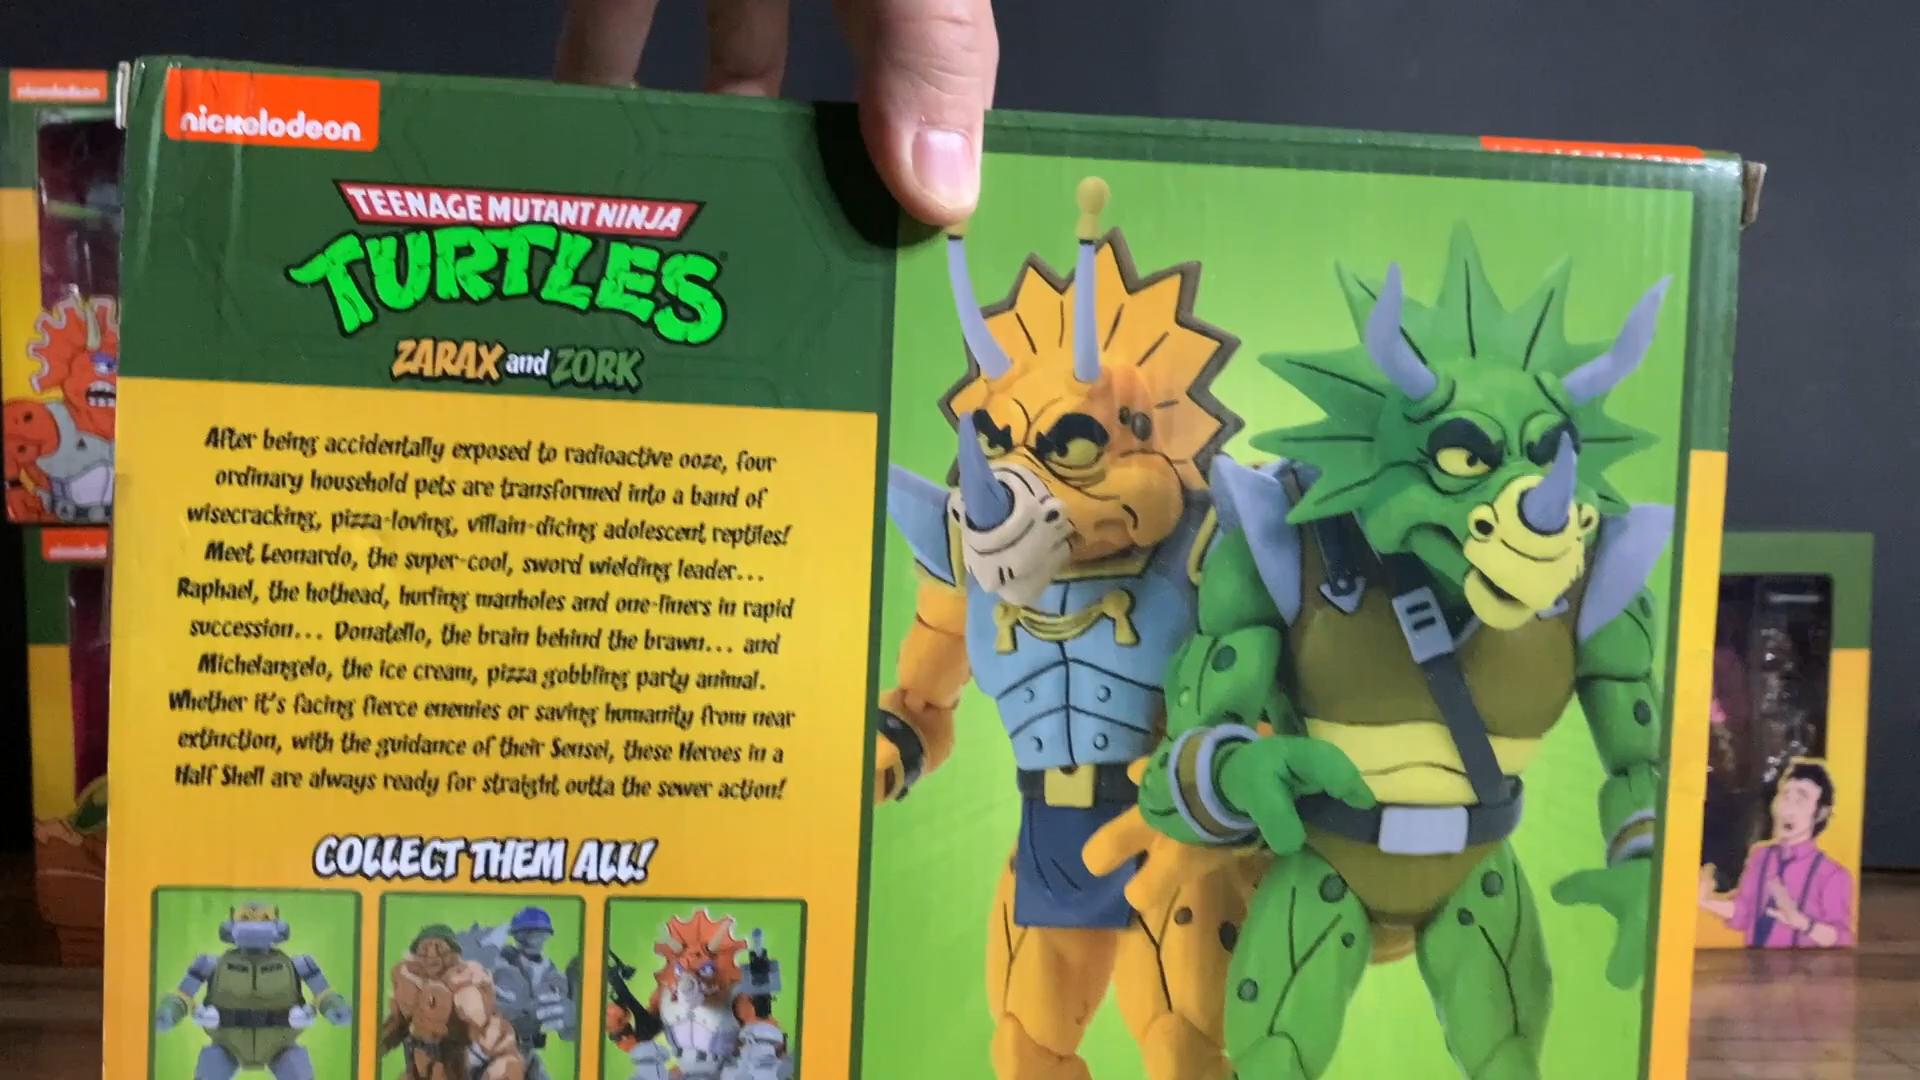 nickelodeon
nickelodeon
TEENAGE MUTANT NINJA
TURTLES
ZARAX and ZORK
After being accidentally exposed to radioactive ooze, four
ordinary household pets are transformed into a band of
wisecracking, pizza-loving, villain-dicing adolescent reptiles!
Meet Leonardo, the super-cool, sword wielding leader...
Raphael, the hothead, hurling manholes and one-liners in rapid
succession... Donatello, the brain behind the brawn... and
Michelangelo, the ice cream, pizza gobbling party animal.
Whether it's facing fierce enemies or saving humanity from near
extinction, with the guidance of their Sensei, these Heroes in a
Half Shell are always ready for straight outta the sewer action!
COLLECT THEM ALL!